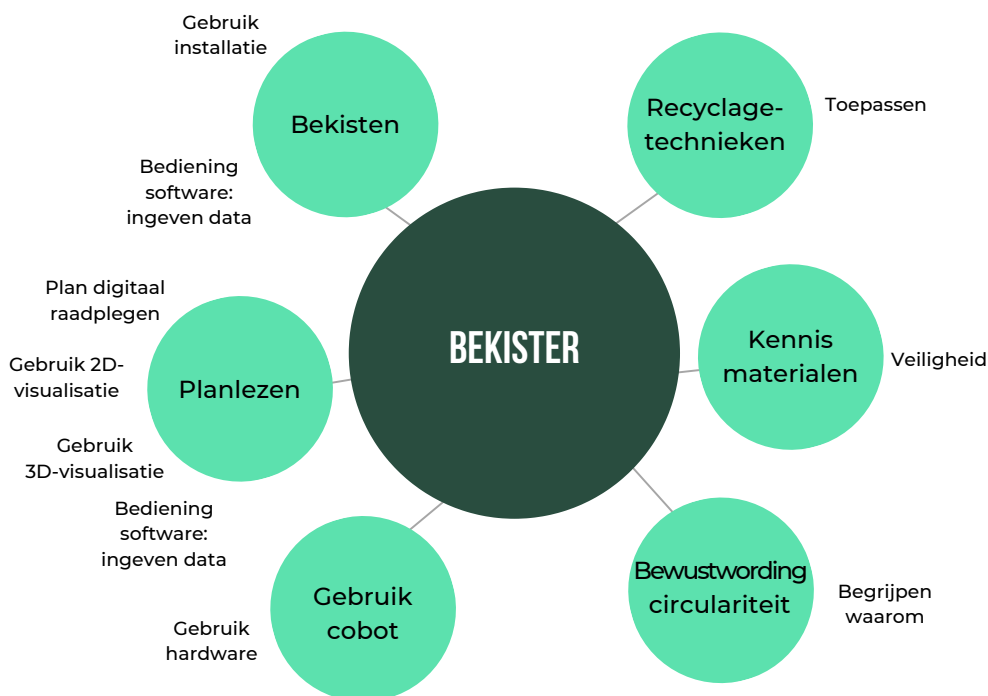 Gebruik
installatie
Bekisten
Bediening
software:
ingeven data
Recyclage-
technieken
Toepassen
BEKISTER
Plan digitaal
raadplegen
Gebruik 2D-
visualisatie
Planlezen
Gebruik
3D-visualisatie
Kennis
materialen
Veiligheid
Bediening
software:
ingeven data
Gebruik
cobot
Gebruik
hardware
Bewustwording
circulariteit
Begrijpen
waarom